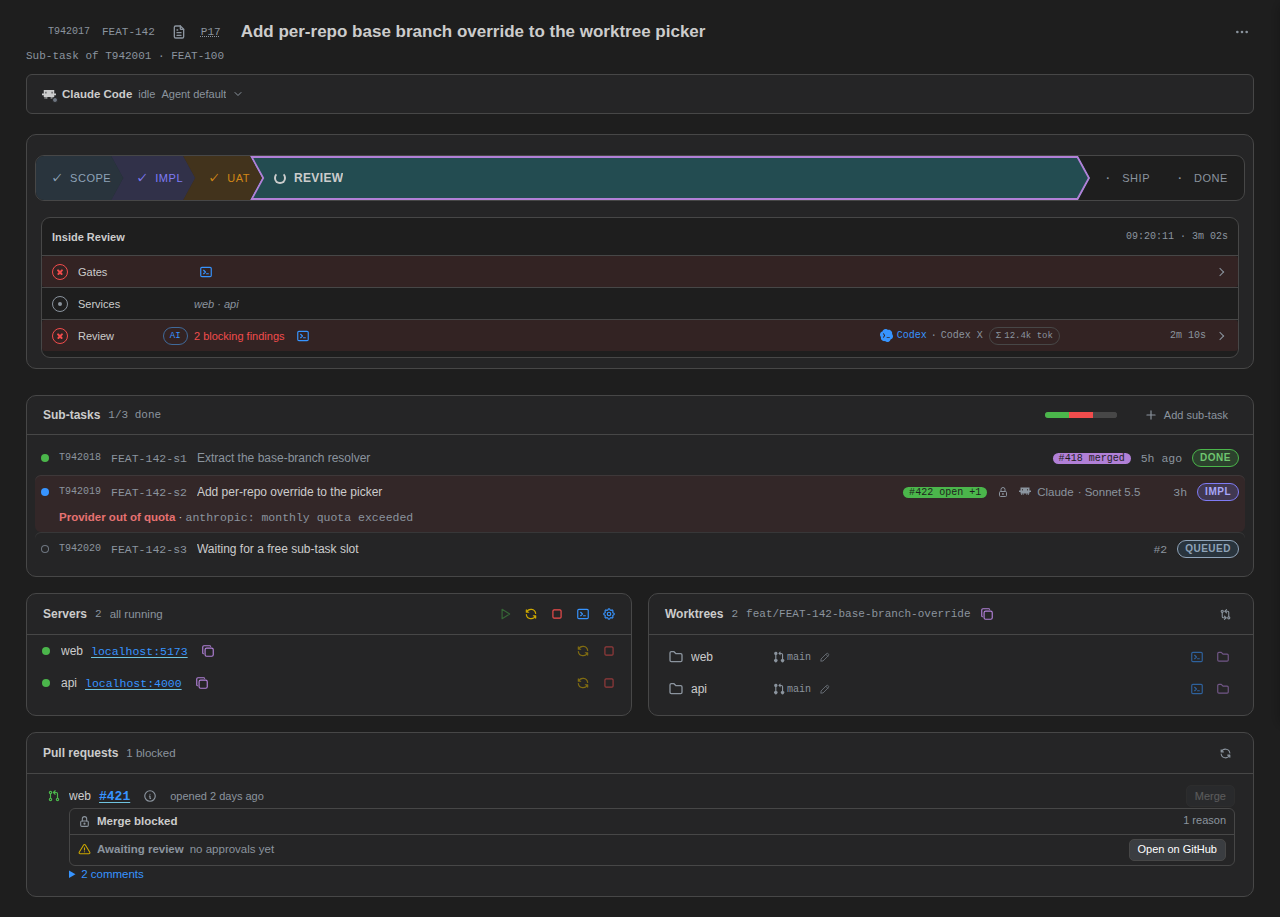 T942017 FEAT-142 P17 Add per-repo base branch override to the worktree picker
Sub-task of T942001 · FEAT-100
Claude Code idle Agent default
SCOPE IMPL UAT REVIEW · SHIP · DONE
Inside Review 09:20:11 · 3m 02s
Gates
Services web · api
Review AI 2 blocking findings Codex · Codex X Σ 12.4k tok 2m 10s
Sub-tasks 1/3 done Add sub-task
T942018 FEAT-142-s1 Extract the base-branch resolver #418 merged 5h ago DONE
T942019 FEAT-142-s2 Add per-repo override to the picker #422 open +1 Claude · Sonnet 5.5 3h IMPL
Provider out of quota · anthropic: monthly quota exceeded
T942020 FEAT-142-s3 Waiting for a free sub-task slot #2 QUEUED
Servers 2 all running
web localhost:5173
api localhost:4000
Worktrees 2 feat/FEAT-142-base-branch-override
web main
api main
Pull requests 1 blocked
web #421 opened 2 days ago Merge
Merge blocked 1 reason
Awaiting review no approvals yet Open on GitHub
2 comments